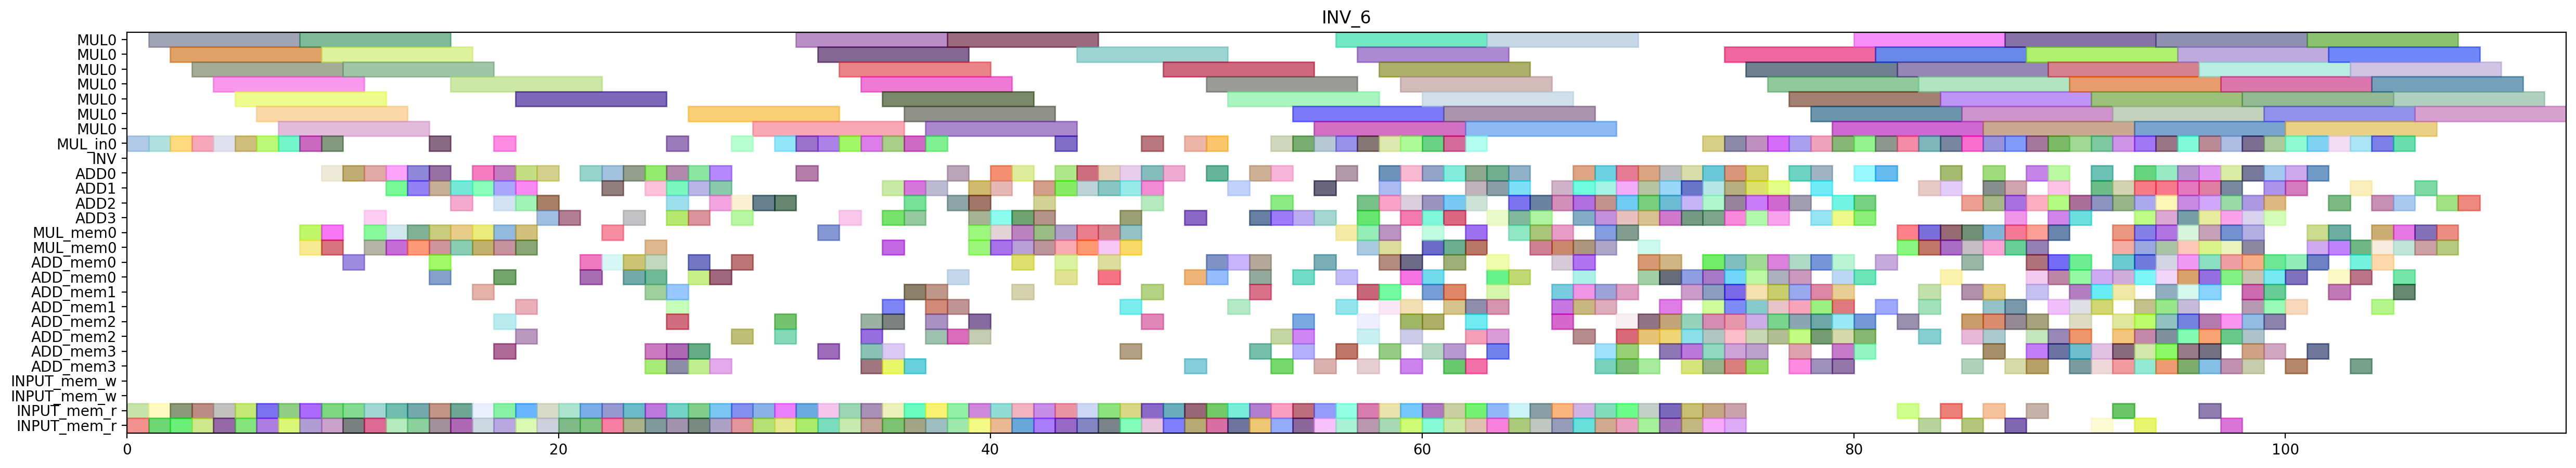 INV_6
MUL0
MUL0
MUL0
MUL0
MUL0
MUL0
MUL0
MUL_in0
INV
ADD0
ADD1
ADD2
ADD3
MUL_mem0
MUL_mem0
ADD_mem0
ADD_mem0
ADD_mem1
ADD_mem1
ADD_mem2
ADD_mem2
ADD_mem3
ADD_mem3
INPUT_mem_w
INPUT_mem_w
INPUT_mem_r
INPUT_mem_r
0 20 40 60 80 100